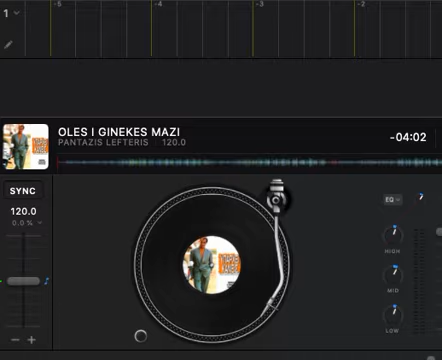 -5 -4 -3 -2
1
OLES I GINEKES MAZI
PANTAZIS LEFTERIS 120.0
-04:02
SYNC
120.0
0.0 %
EQ
HIGH
MID
LOW